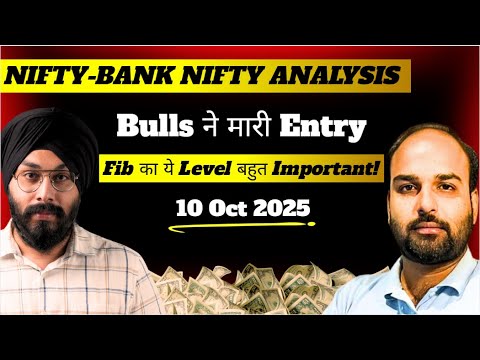 NIFTY-BANK NIFTY ANALYSIS
Bulls ने मारी Entry
Fib का ये Level बहुत Important!
10 Oct 2025